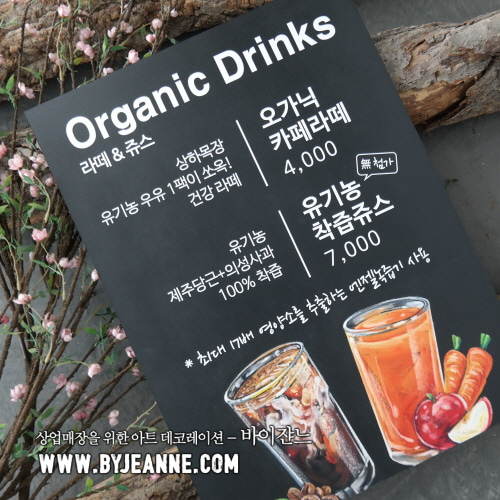 Organic Drinks
라떼 & 쥬스
상하목장
유기농 우유 1팩이 쏘옥!
건강 라떼
오가닉
카페라떼
4,000
유기농
제주당근+의성사과
100% 착즙
無첨가
유기농
착즙쥬스
7,000
* 최대 17배 영양소를 추출하는 엔젤녹즙기 사용
상업매장을 위한 아트 데코레이션 - 바이쟌느
WWW.BYJEANNE.COM